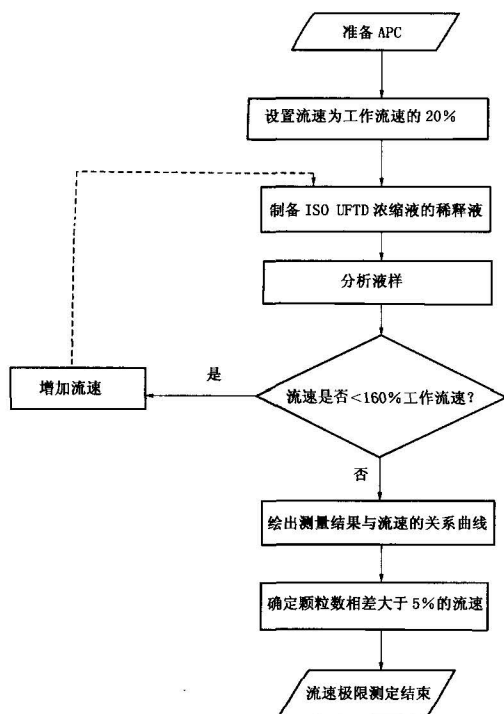 准备 APC
设置流速为工作流速的 20%
制备 ISO UFTD 浓缩液的稀释液
分析液样
是
增加流速
流速是否<160%工作流速?
否
绘出测量结果与流速的关系曲线
确定颗粒数相差大于 5%的流速
流速极限测定结束